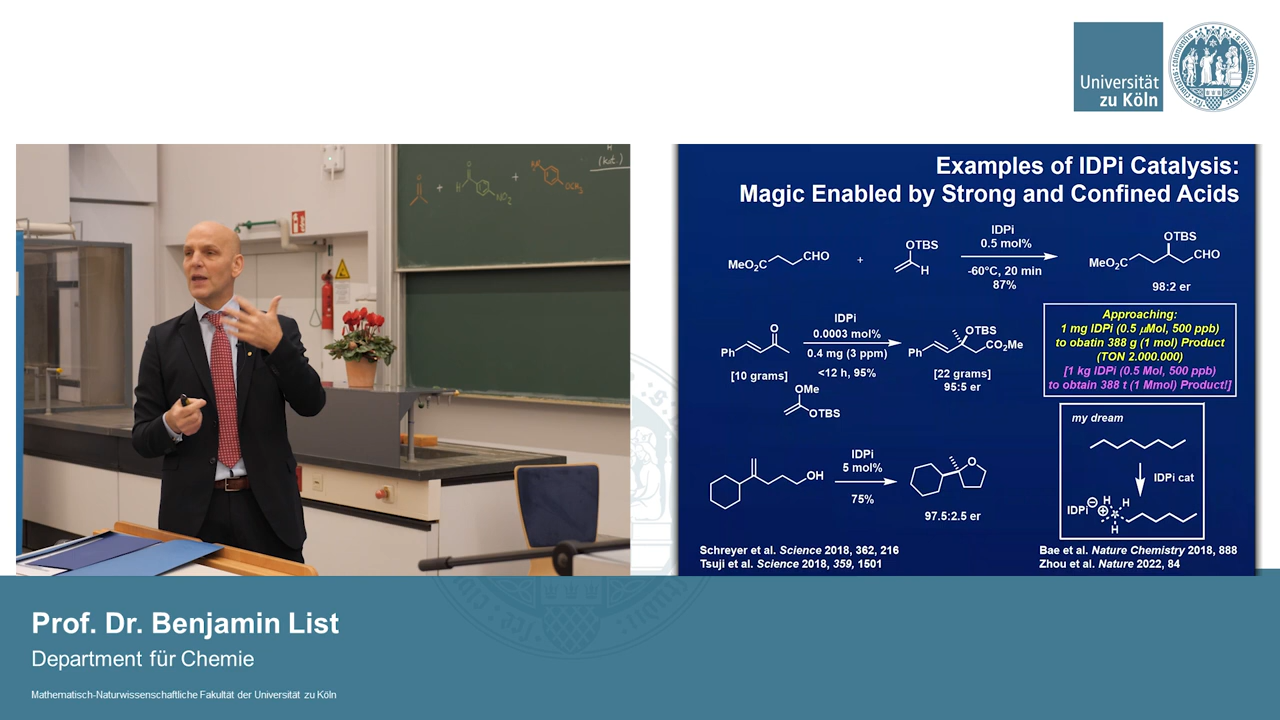 Universität
zu Köln
H
(kat.)
O
+
O
H
NO2
+
OCH3
Examples of IDPi Catalysis:
Magic Enabled by Strong and Confined Acids
MeO2C
CHO
+
OTBS
H
IDPi
0.5 mol%
-60°C, 20 min
87%
OTBS
MeO2C
CHO
98:2 er
Ph
O
[10 grams]
IDPi
0.0003 mol%
0.4 mg (3 ppm)
<12 h, 95%
OMe
OTBS
Ph
OTBS
CO2Me
[22 grams]
95:5 er
Approaching:
1 mg IDPi (0.5 µMol, 500 ppb)
to obatin 388 g (1 mol) Product
(TON 2.000.000)
[1 kg IDPi (0.5 Mol, 500 ppb)
to obtain 388 t (1 Mmol) Product!]
OH
IDPi
5 mol%
75%
O
97.5:2.5 er
my dream
IDPi cat
IDPi
⊖
⊕
H
H
H
Schreyer et al. Science 2018, 362, 216
Tsuji et al. Science 2018, 359, 1501
Bae et al. Nature Chemistry 2018, 888
Zhou et al. Nature 2022, 84
Prof. Dr. Benjamin List
Department für Chemie
Mathematisch-Naturwissenschaftliche Fakultät der Universität zu Köln